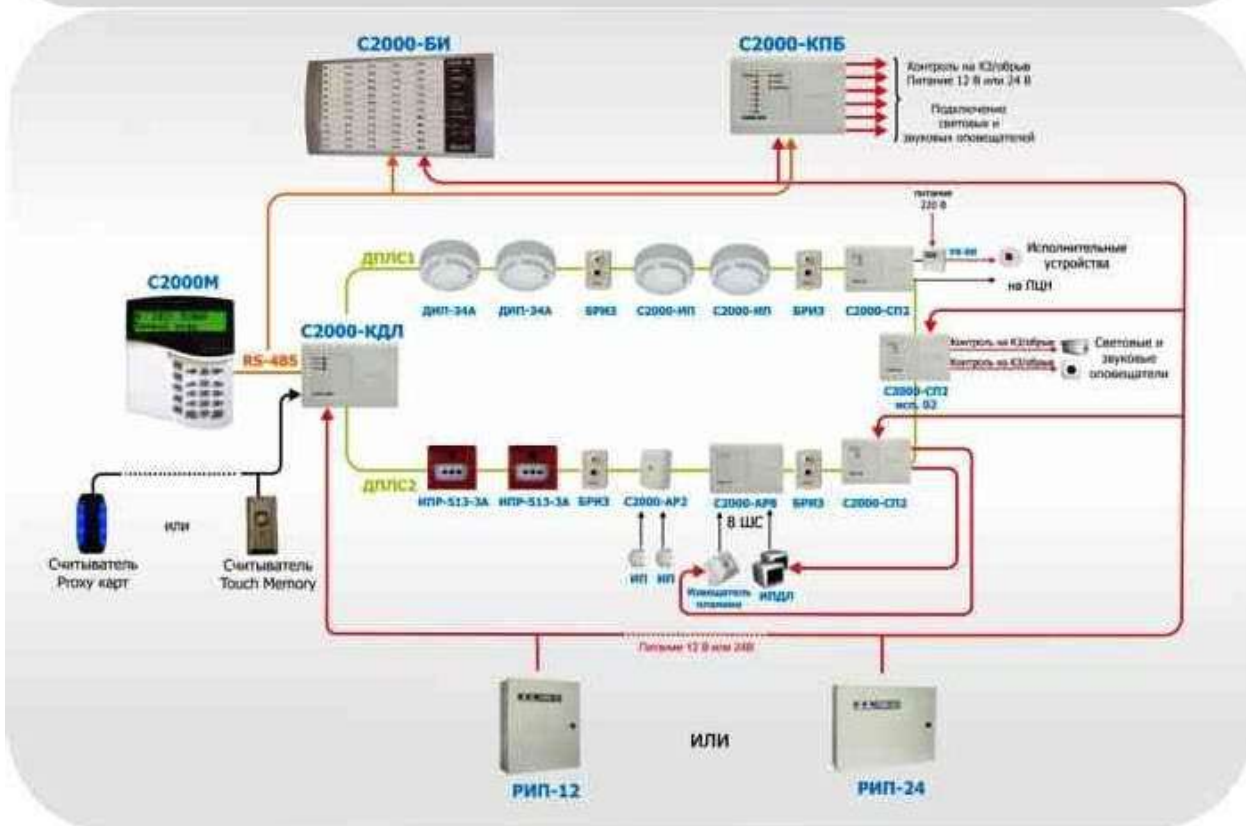 С2000-БИ
С2000-КПБ
Контроль на КЗ/обрыв
Питание 12 В или 24 В
Подключение
световых и
звуковых оповещателей
питание
220 В
ДПЛС1
Исполнительные
устройства
на ПЦН
С2000М
ДИП-34А
ДИП-34А
БРИЗ
С2000-ИП
С2000-ИП
БРИЗ
С2000-СП2
С2000-КДЛ
RS-485
Контроль на КЗ/обрыв
Контроль на КЗ/обрыв
Световые и
звуковые
оповещатели
С2000-СП2
исп. 02
ДПЛС2
ИПР-513-3А
ИПР-513-3А
БРИЗ
С2000-АР2
С2000-АР8
БРИЗ
С2000-СП2
8 ШС
или
Считыватель
Proxy карт
Считыватель
Touch Memory
ИП
ИП
Извещатель
пламени
ИПДЛ
Питание 12 В или 24В
или
РИП-12
РИП-24